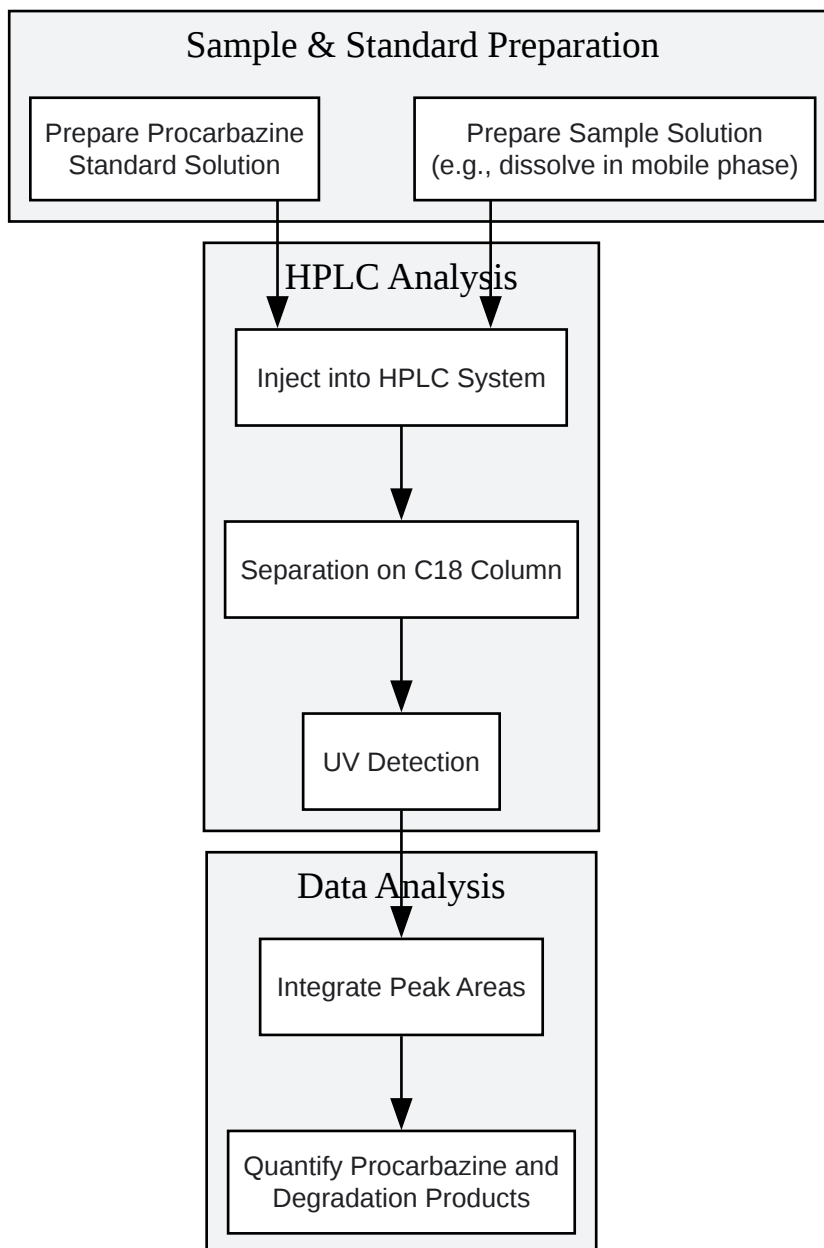 Sample & Standard Preparation
Prepare Procarbazine
Standard Solution
Prepare Sample Solution
(e.g., dissolve in mobile phase)
HPLC Analysis
Inject into HPLC System
Separation on C18 Column
UV Detection
Data Analysis
Integrate Peak Areas
Quantify Procarbazine and
Degradation Products